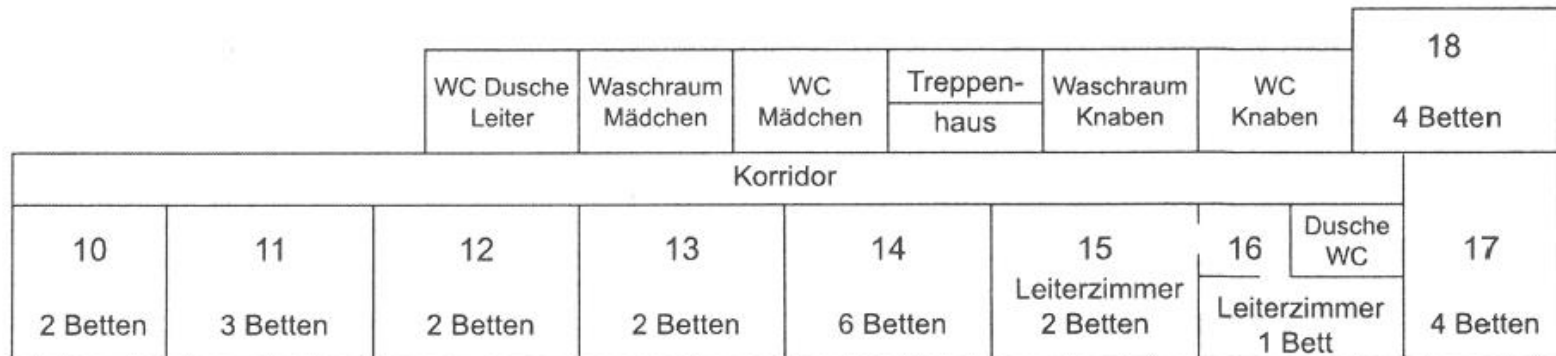 18
4 Betten
WC Dusche
Leiter
Waschraum
Mädchen
WC
Mädchen
Treppen-
haus
Waschraum
Knaben
WC
Knaben
Korridor
10
2 Betten
11
3 Betten
12
2 Betten
13
2 Betten
14
6 Betten
15
Leiterzimmer
2 Betten
16
Dusche
WC
Leiterzimmer
1 Bett
17
4 Betten